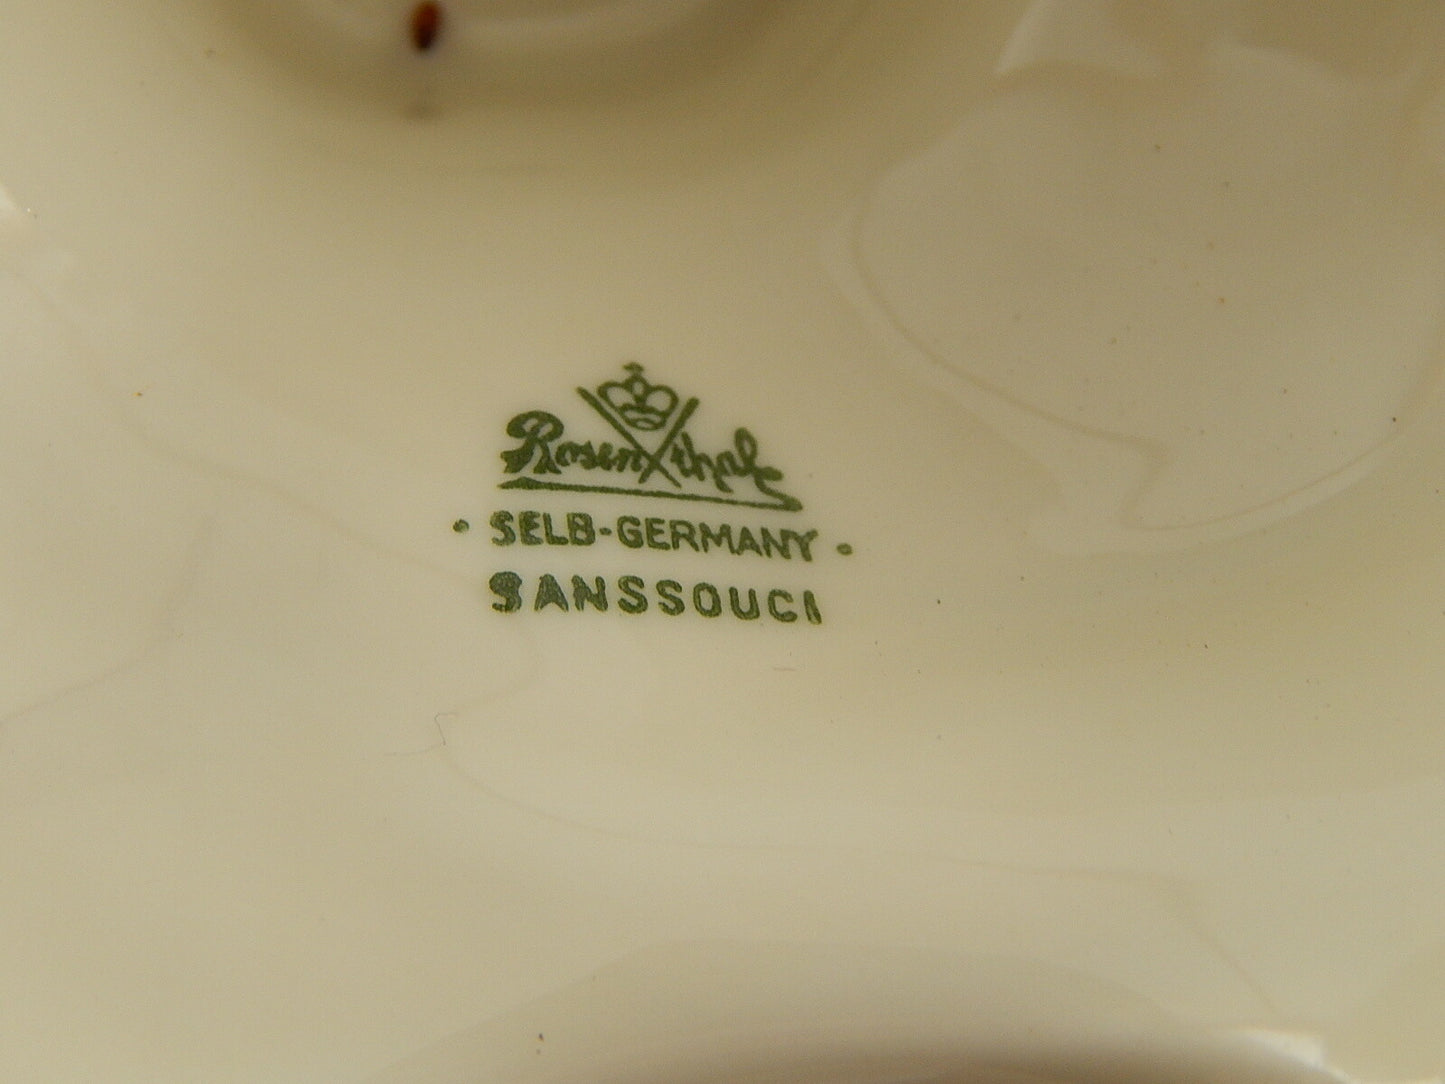 Rosenthal
· SELB-GERMANY ·
SANSSOUCI